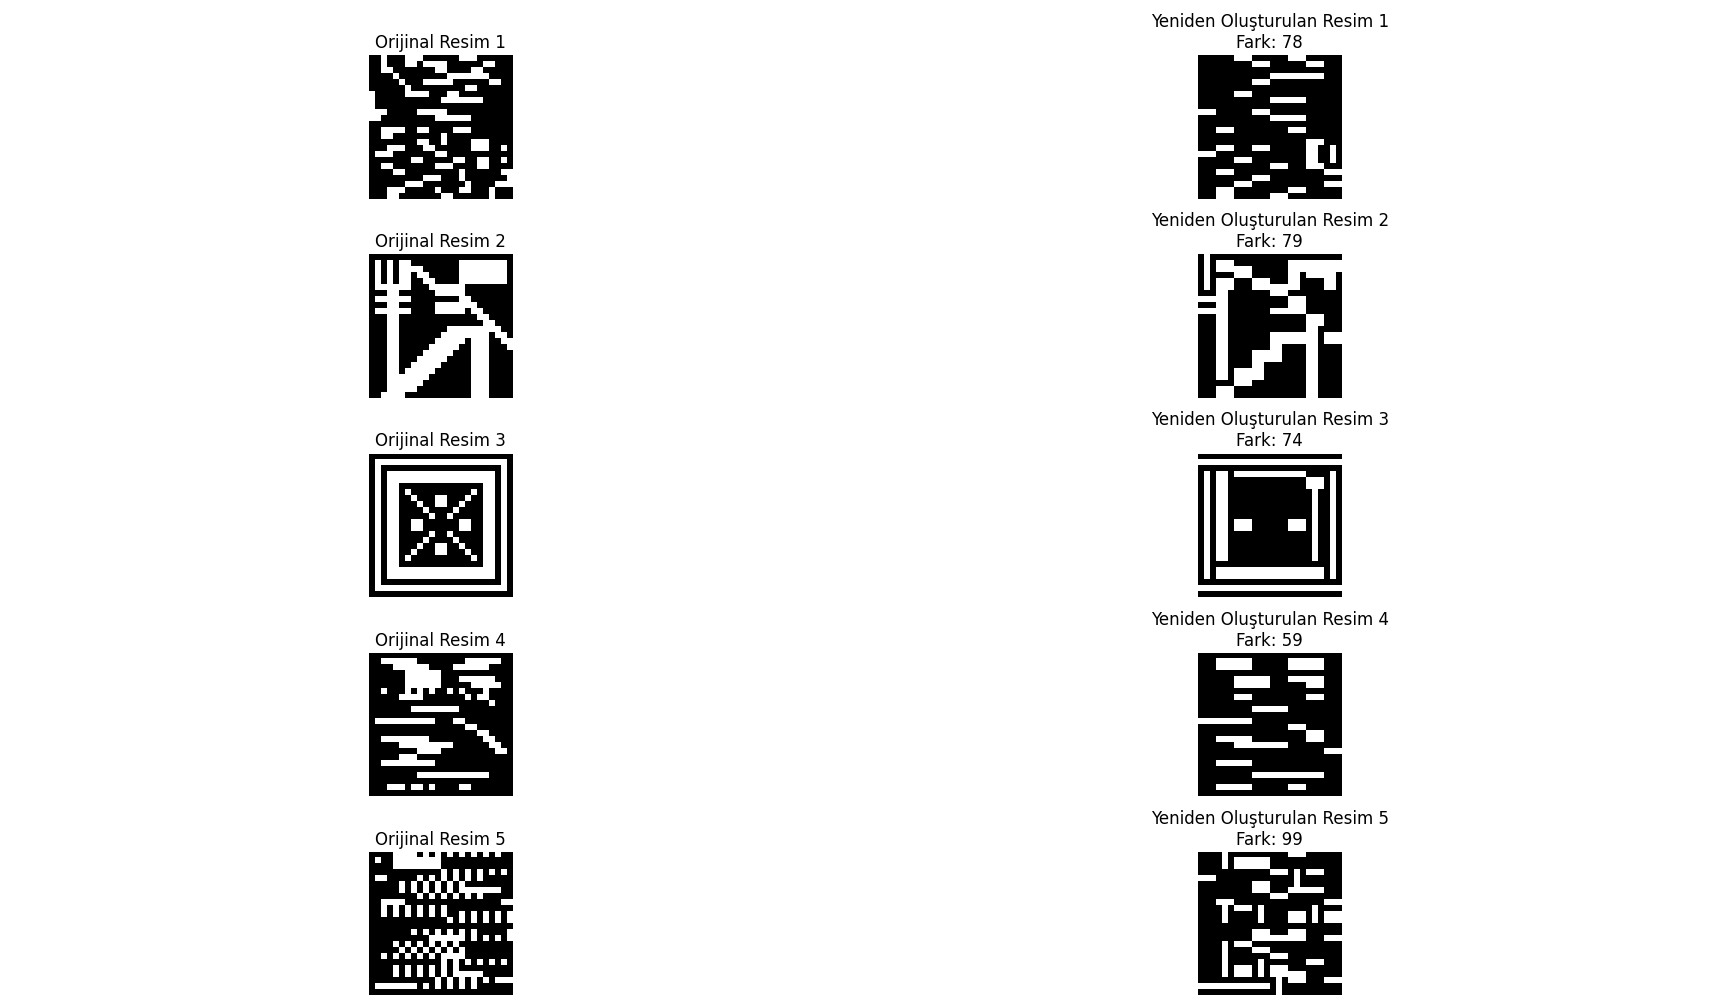 Orijinal Resim 1
Yeniden Oluşturulan Resim 1
Fark: 78
Orijinal Resim 2
Yeniden Oluşturulan Resim 2
Fark: 79
Orijinal Resim 3
Yeniden Oluşturulan Resim 3
Fark: 74
Orijinal Resim 4
Yeniden Oluşturulan Resim 4
Fark: 59
Orijinal Resim 5
Yeniden Oluşturulan Resim 5
Fark: 99